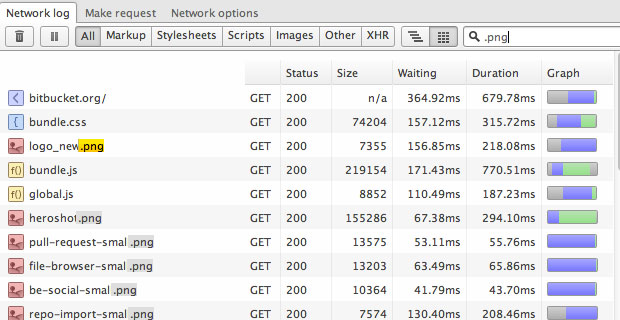 Network log Make request Network options
All Markup Stylesheets Scripts Images Other XHR .png
Status Size Waiting Duration Graph
bitbucket.org/ GET 200 n/a 364.92ms 679.78ms
{ bundle.css GET 200 74204 157.12ms 315.72ms
logo_new.png GET 200 7355 156.85ms 218.08ms
f() bundle.js GET 200 219154 171.43ms 770.51ms
f() global.js GET 200 8852 110.49ms 187.23ms
heroshot.png GET 200 155286 67.38ms 294.10ms
pull-request-smal.png GET 200 13575 53.11ms 55.76ms
file-browser-smal.png GET 200 13203 63.49ms 65.86ms
be-social-smal.png GET 200 10364 41.79ms 43.70ms
repo-import-smal.png GET 200 7574 130.40ms 208.46ms